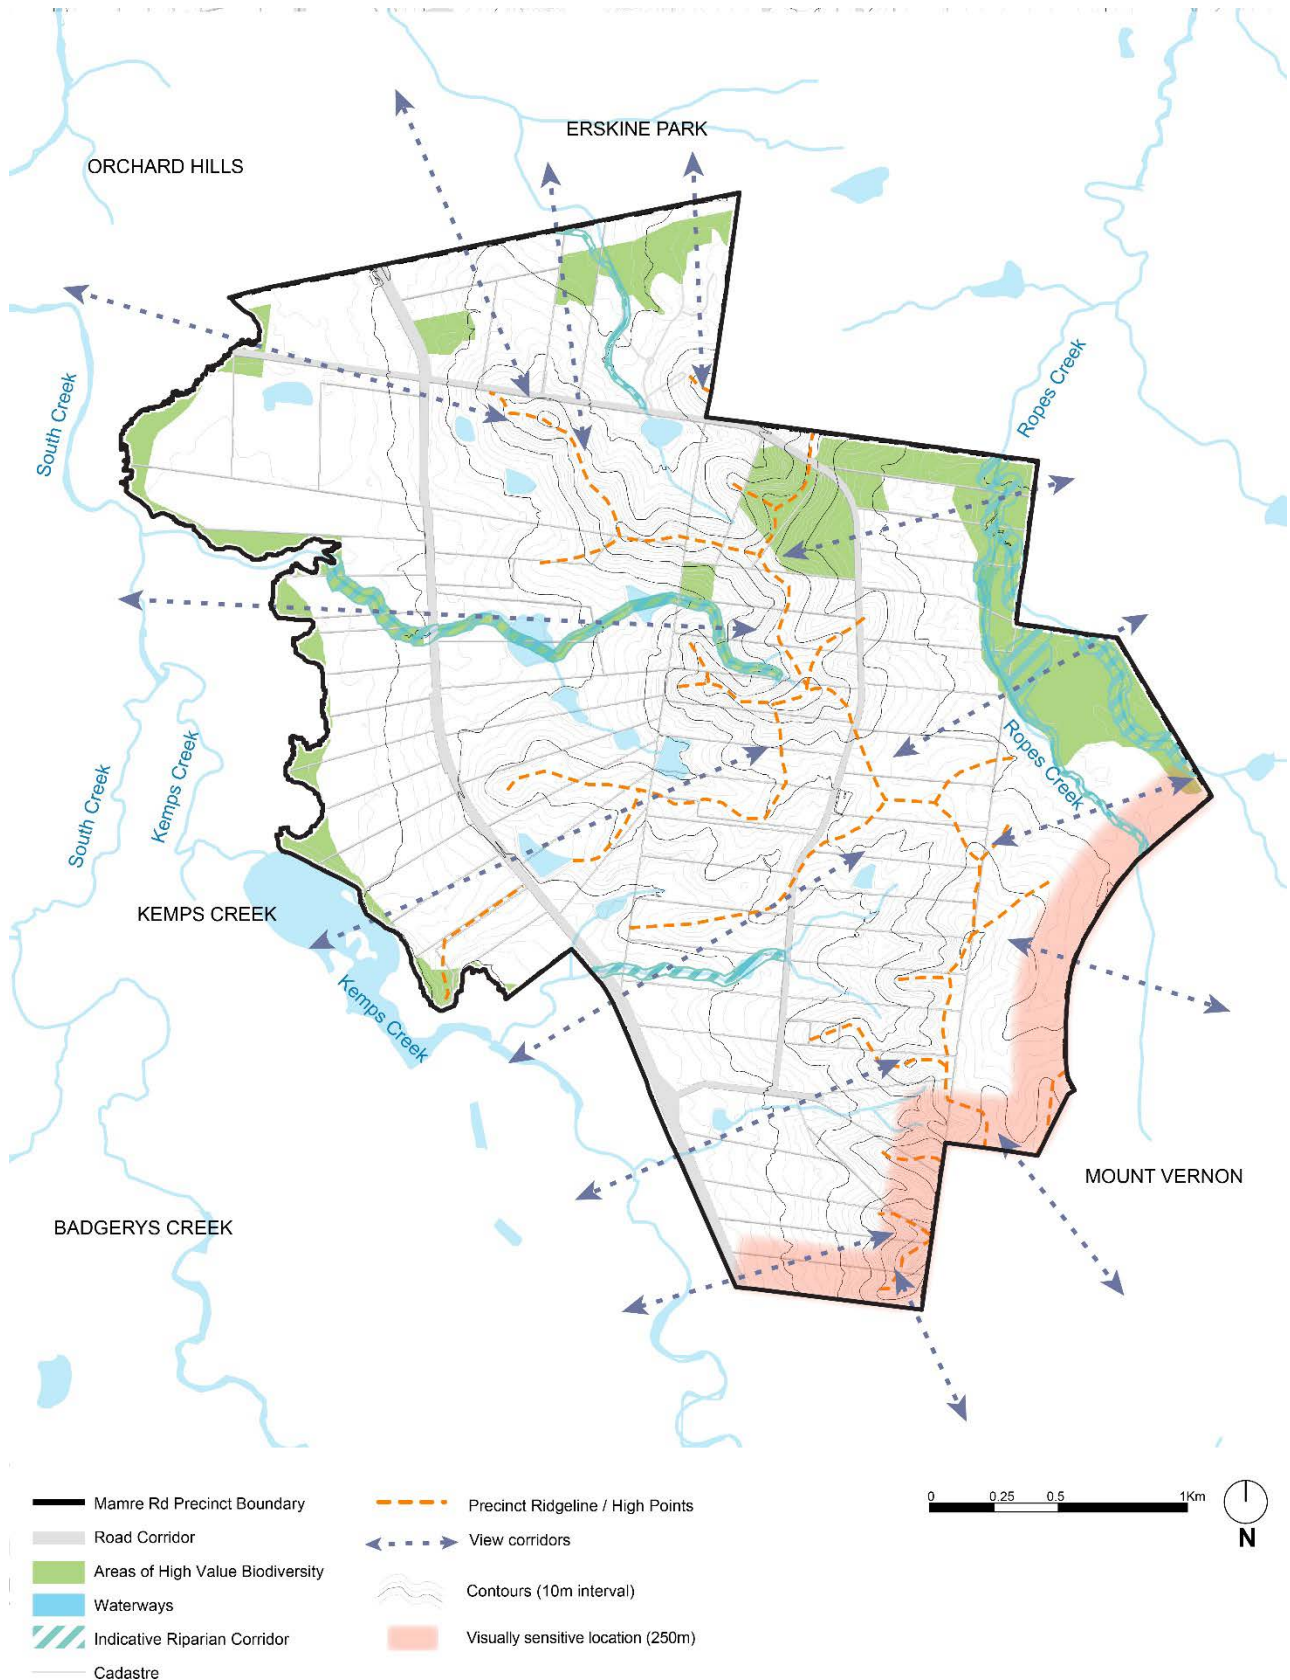 ERSKINE PARK
ORCHARD HILLS
Ropes Creek
South Creek
Ropes Creek
Kemps Creek
South Creek
KEMPS CREEK
Kemps Creek
MOUNT VERNON
BADGERYS CREEK
Mamre Rd Precinct Boundary
Road Corridor
Areas of High Value Biodiversity
Waterways
Indicative Riparian Corridor
Cadastre
Precinct Ridgeline / High Points
View corridors
Contours (10m interval)
Visually sensitive location (250m)
0 0.25 0.5 1Km
N